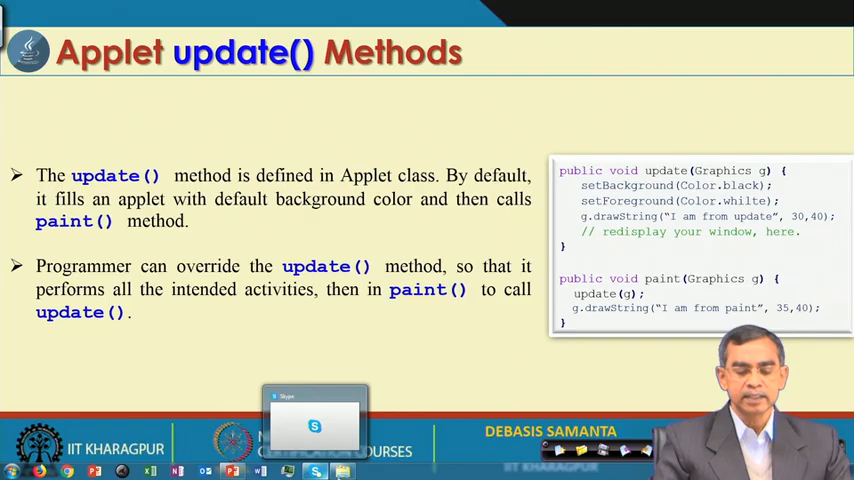 Applet update() Methods
➢ The update() method is defined in Applet class. By default,
it fills an applet with default background color and then calls
paint() method.
➢ Programmer can override the update() method, so that it
performs all the intended activities, then in paint() to call
update().
public void update(Graphics g) {
setBackground(Color.black);
setForeground(Color.whilte);
g.drawString(“I am from update”, 30,40);
// redisplay your window, here.
}
public void paint(Graphics g) {
update(g);
g.drawString(“I am from paint”, 35,40);
}
Skype
IIT KHARAGPUR
CERTIFICATION COURSES
DEBASIS SAMANTA